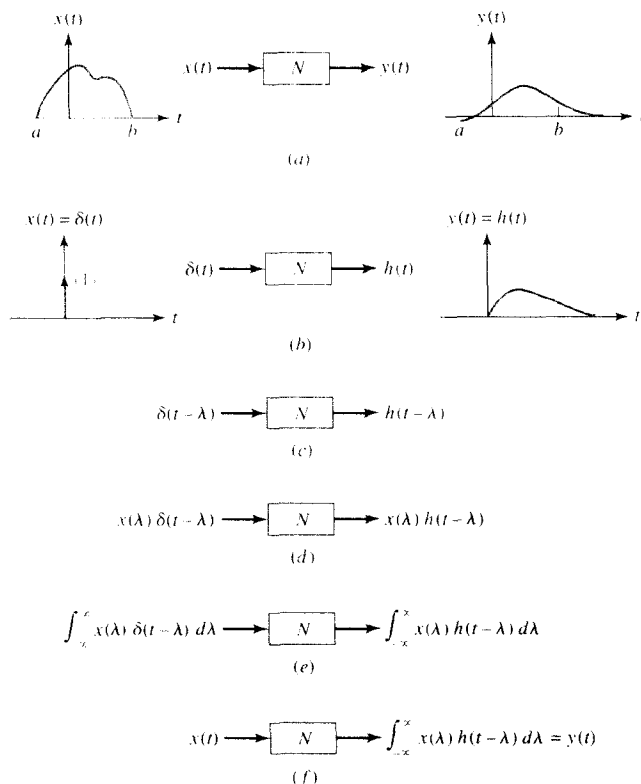 x(t)
y(t)
x(t) N y(t)
a b t
a b
(a)
x(t) = δ(t)
y(t) = h(t)
(1)
δ(t) N h(t)
t
t
(b)
δ(t − λ) N h(t − λ)
(c)
x(λ) δ(t − λ) N x(λ) h(t − λ)
(d)
∫_{-∞}^{∞} x(λ) δ(t − λ) dλ N ∫_{-∞}^{∞} x(λ) h(t − λ) dλ
(e)
x(t) N ∫_{-∞}^{∞} x(λ) h(t − λ) dλ = y(t)
(f)